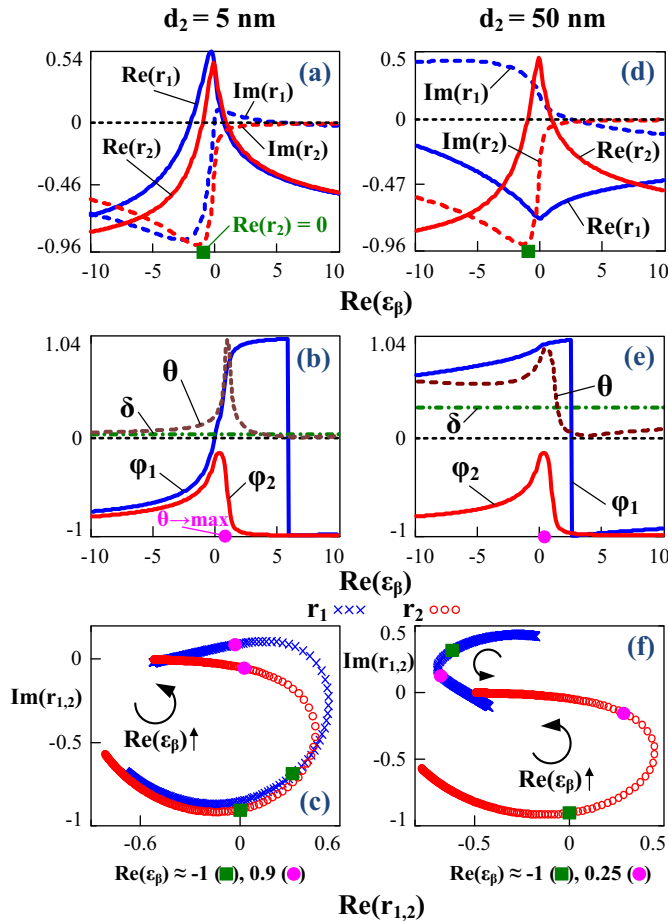 d₂ = 5 nm d₂ = 50 nm
0.54 (a) 0.5 (d)
Re(r₁) Im(r₁) Im(r₁)
0 0
Re(r₂) Im(r₂) Im(r₂) Re(r₂)
-0.46 -0.47
Re(r₂) = 0 Re(r₁)
-0.96 -0.96
-10 -5 0 5 10 -10 -5 0 5 10
Re(εᵦ)
1.04 (b) 1.04 (e)
θ θ
δ δ
0 0
φ₁ φ₂ φ₂ φ₁
θ→max
-1 -1
-10 -5 0 5 10 -10 -5 0 5 10
Re(εᵦ)
r₁ ××× r₂ ○○○
0 0.5 (f)
Im(r₁,₂) Im(r₁,₂)
0
Re(εᵦ)↑
-0.5 -0.5
Re(εᵦ)↑
(c)
-1 -1
-0.6 0 0.6 -0.5 0 0.5
Re(εᵦ) ≈ -1 (■), 0.9 (●) Re(εᵦ) ≈ -1 (■), 0.25 (●)
Re(r₁,₂)